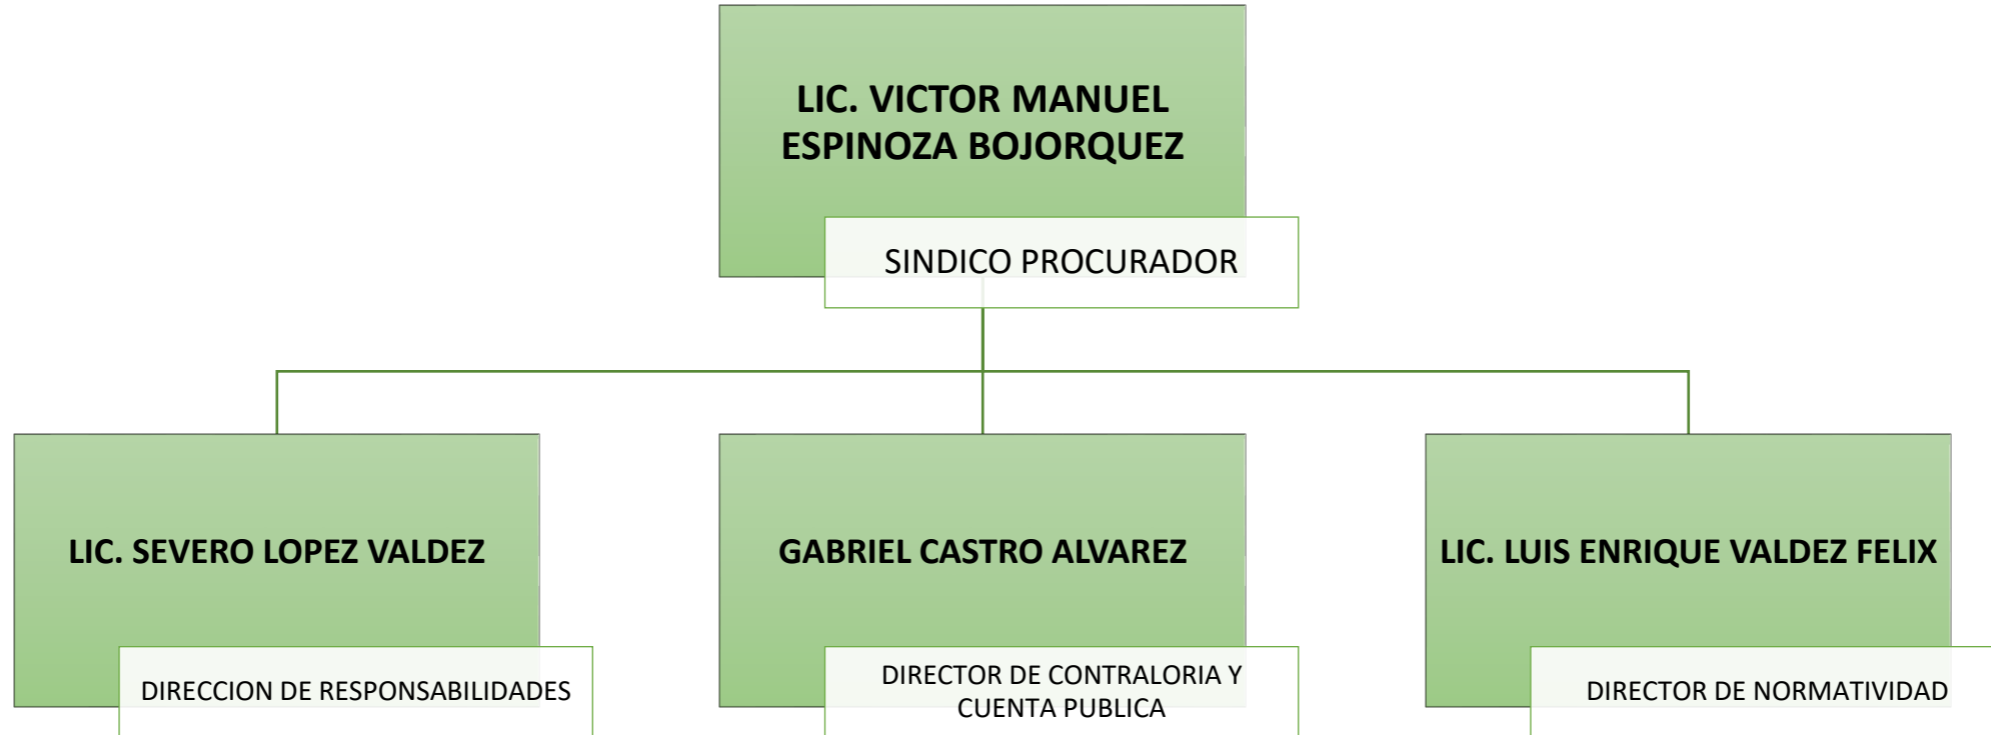 LIC. VICTOR MANUEL
ESPINOZA BOJORQUEZ
SINDICO PROCURADOR
LIC. SEVERO LOPEZ VALDEZ
DIRECCION DE RESPONSABILIDADES
GABRIEL CASTRO ALVAREZ
DIRECTOR DE CONTRALORIA Y
CUENTA PUBLICA
LIC. LUIS ENRIQUE VALDEZ FELIX
DIRECTOR DE NORMATIVIDAD